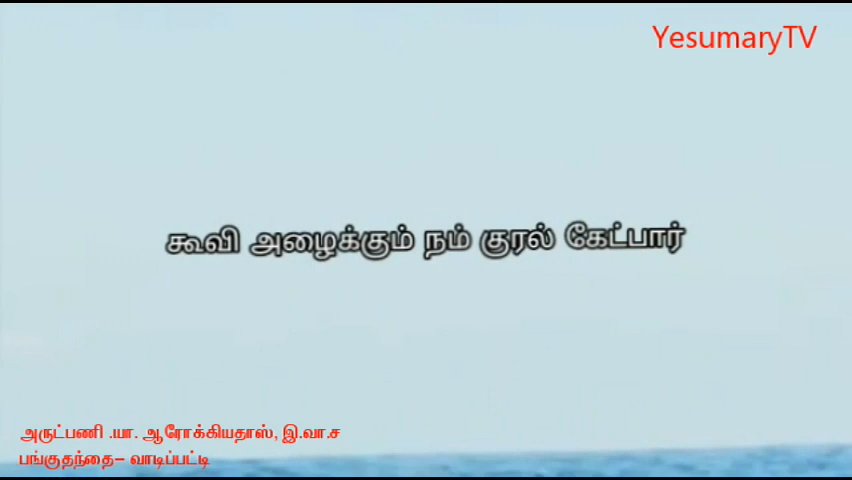 YesumaryTV
கூவி அழைக்கும் நம் குரல் கேட்பார்
அருட்பணி .யா. ஆரோக்கியதாஸ், இ.வா.ச
பங்குதந்தை– வாடிப்பட்டி